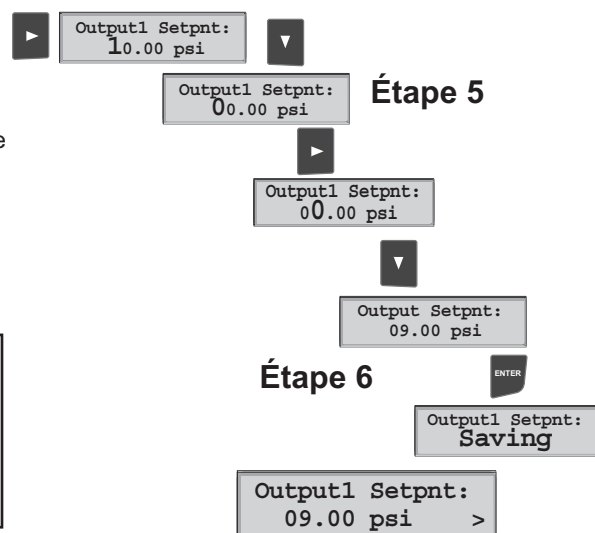 Output1 Setpnt:
10.00 psi
Output1 Setpnt:
00.00 psi
Étape 5
e
Output1 Setpnt:
00.00 psi
Output Setpnt:
09.00 psi
Étape 6
ENTER
Output1 Setpnt:
Saving
Output1 Setpnt:
09.00 psi >